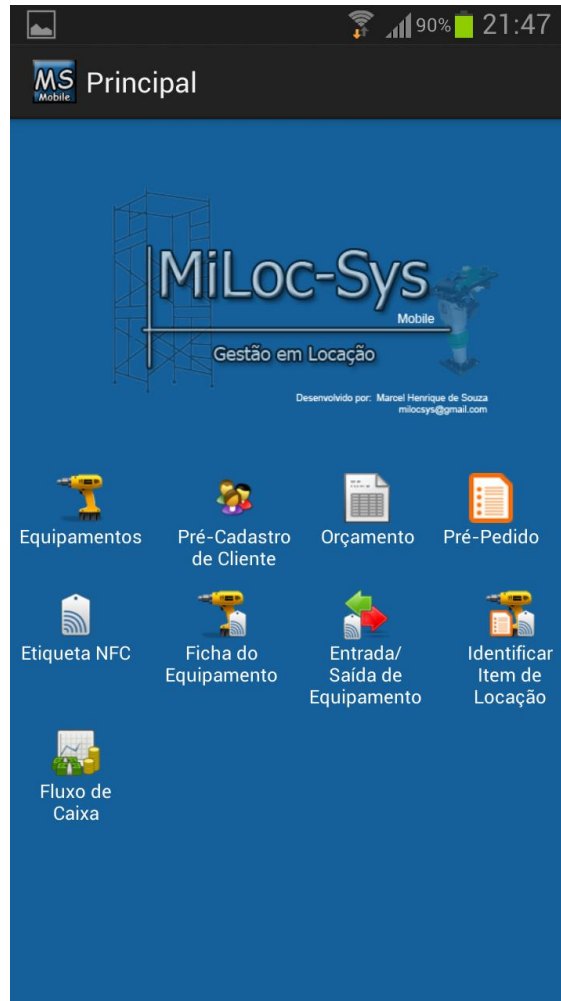 90% 21:47
MS
Mobile
Principal
MiLoc-Sys
Mobile
Gestão em Locação
Desenvolvido por: Marcel Henrique de Souza
milocsys@gmail.com
Equipamentos
Pré-Cadastro
de Cliente
Orçamento
Pré-Pedido
Etiqueta NFC
Ficha do
Equipamento
Entrada/
Saída de
Equipamento
Identificar
Item de
Locação
Fluxo de
Caixa